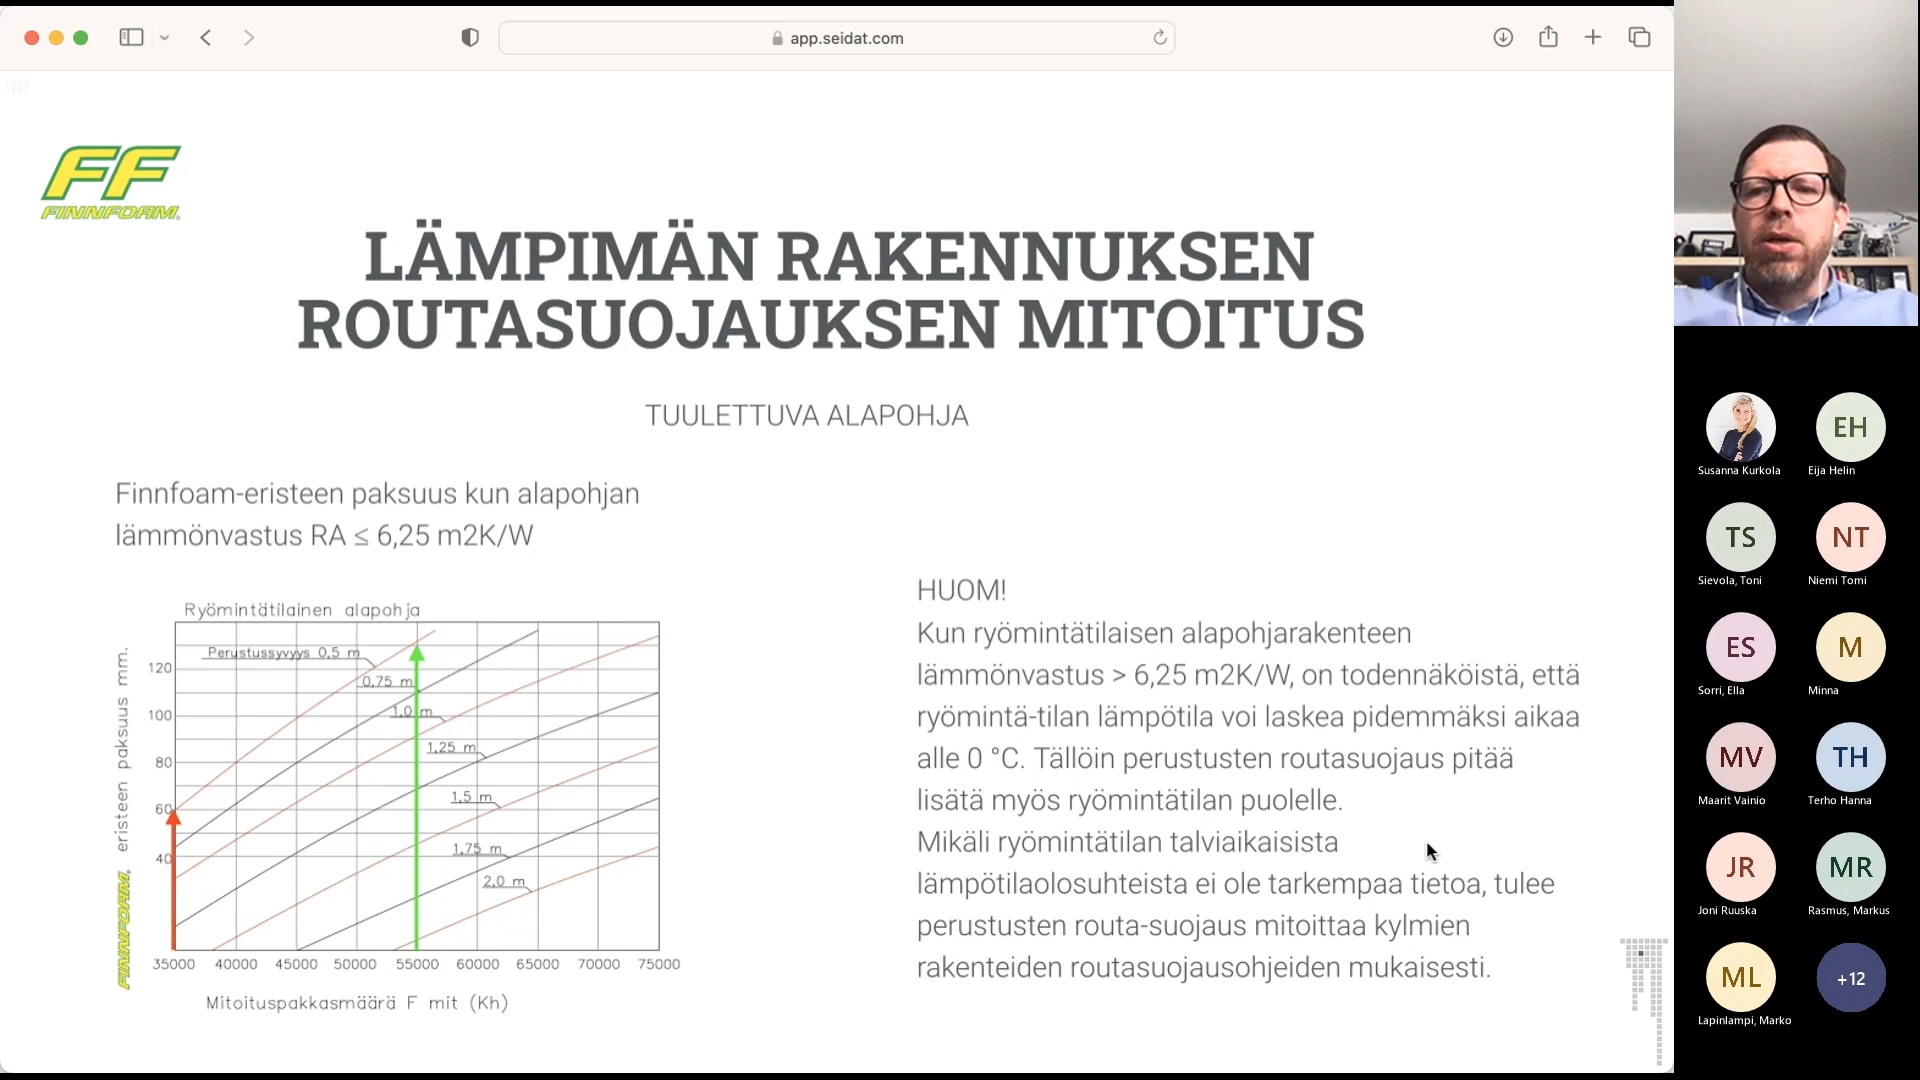 app.seidat.com
FF
FINNFOAM
LÄMPIMÄN RAKENNUKSEN
ROUTASUOJAUKSEN MITOITUS
TUULETTUVA ALAPOHJA
Finnfoam-eristeen paksuus kun alapohjan
lämmönvastus RA ≤ 6,25 m2K/W
Ryömintätilainen alapohja
Perustussyvyys 0,5 m
0,75 m
1,0 m
1,25 m
1,5 m
1,75 m
2,0 m
120
100
80
60
40
FINNFOAM eristeen paksuus mm.
35000 40000 45000 50000 55000 60000 65000 70000 75000
Mitoituspakkasmäärä F mit (Kh)
HUOM!
Kun ryömintätilaisen alapohjarakenteen
lämmönvastus > 6,25 m2K/W, on todennäköistä, että
ryömintä-tilan lämpötila voi laskea pidemmäksi aikaa
alle 0 °C. Tällöin perustusten routasuojaus pitää
lisätä myös ryömintätilan puolelle.
Mikäli ryömintätilan talviaikaisista
lämpötilaolosuhteista ei ole tarkempaa tietoa, tulee
perustusten routa-suojaus mitoittaa kylmien
rakenteiden routasuojausohjeiden mukaisesti.
EH
Susanna Kurkola
Eija Helin
TS
NT
Sievola, Toni
Niemi Tomi
ES
M
Sorri, Ella
Minna
MV
TH
Maarit Vainio
Terho Hanna
JR
MR
Joni Ruuska
Rasmus, Markus
ML
+12
Lapinlampi, Marko